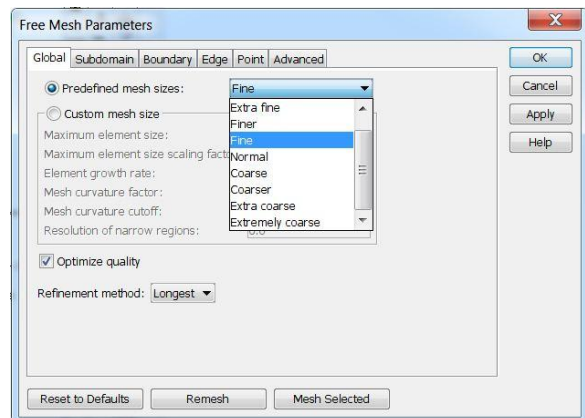 Free Mesh Parameters
Global Subdomain Boundary Edge Point Advanced
OK
Cancel
Apply
Help
Predefined mesh sizes: Fine
Extra fine
Finer
Fine
Normal
Coarse
Coarser
Extra coarse
Extremely coarse
Custom mesh size
Maximum element size:
Maximum element size scaling facto
Element growth rate:
Mesh curvature factor:
Mesh curvature cutoff:
Resolution of narrow regions:
Optimize quality
Refinement method: Longest
Reset to Defaults Remesh Mesh Selected